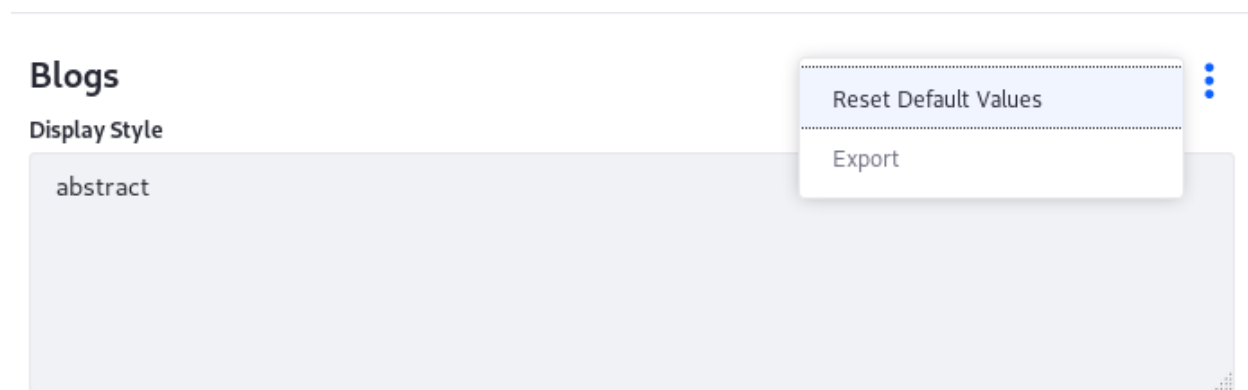 Blogs
Reset Default Values
Display Style
Export
abstract